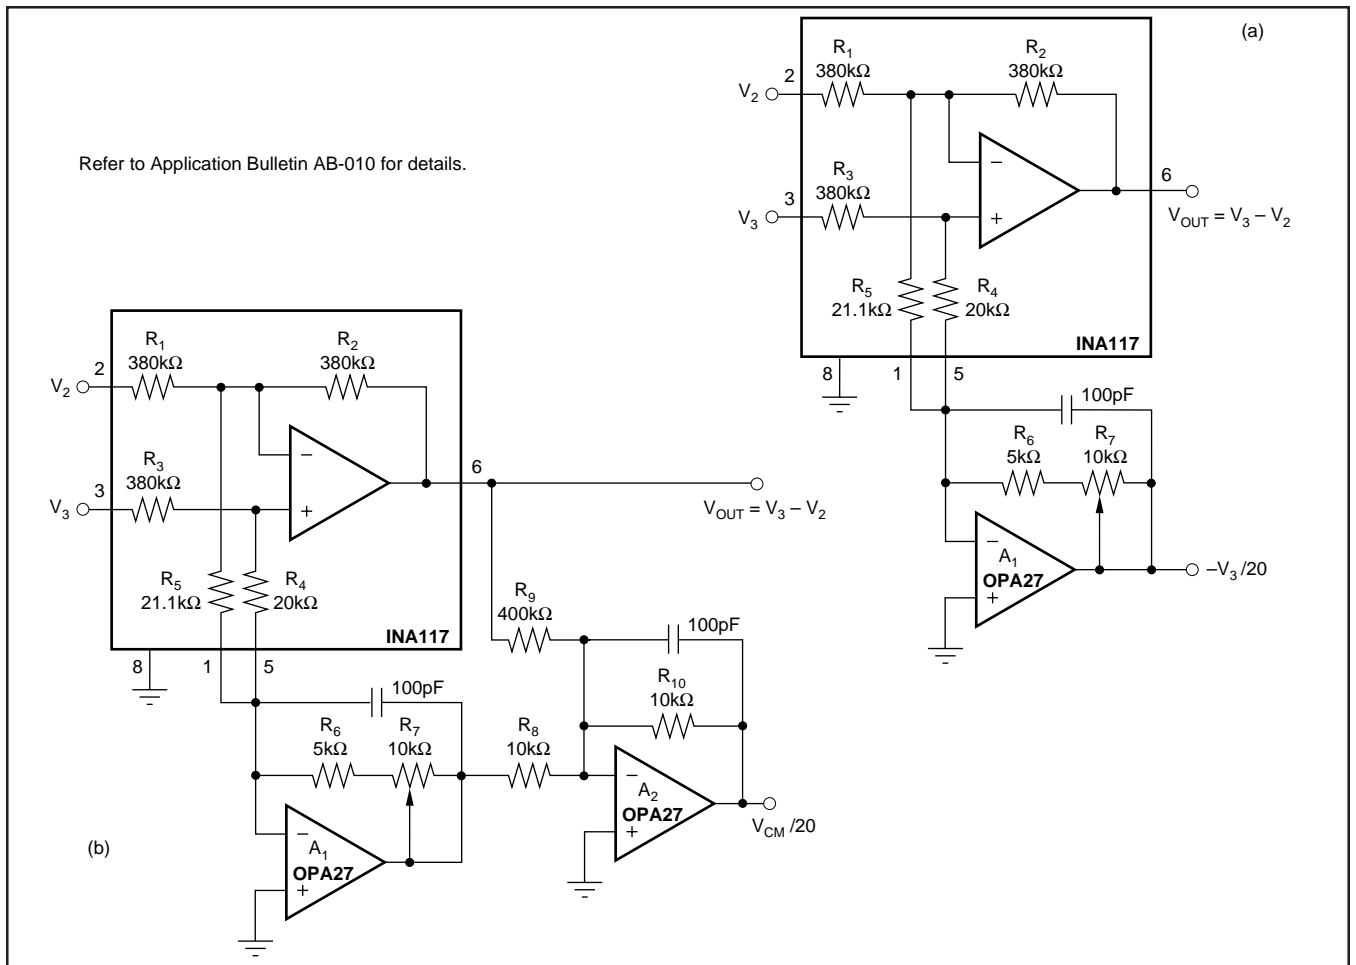 (a)
R1
380kΩ
R2
380kΩ
2
V2
R3
380kΩ
3
V3
−
+
6
VOUT = V3 – V2
R5
21.1kΩ
R4
20kΩ
INA117
8
1
5
100pF
R6
5kΩ
R7
10kΩ
−
A1
OPA27
+
–V3 /20
Refer to Application Bulletin AB-010 for details.
R1
380kΩ
R2
380kΩ
2
V2
R3
380kΩ
3
V3
−
+
6
VOUT = V3 – V2
R5
21.1kΩ
R4
20kΩ
INA117
8
1
5
R9
400kΩ
100pF
R10
10kΩ
100pF
R6
5kΩ
R7
10kΩ
R8
10kΩ
−
A2
OPA27
+
VCM /20
−
A1
OPA27
+
(b)